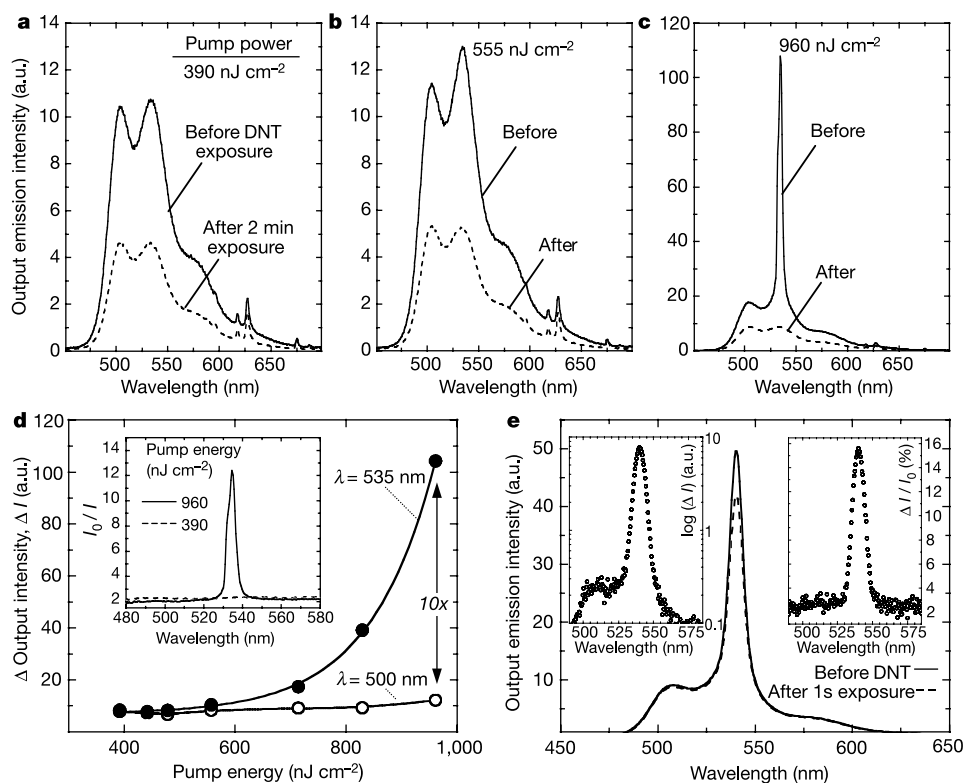 a
Pump power
390 nJ cm⁻²
Before DNT
exposure
After 2 min
exposure
Output emission intensity (a.u.)
14
12
10
8
6
4
2
0
500 550 600 650
Wavelength (nm)
b
555 nJ cm⁻²
Before
After
14
12
10
8
6
4
2
0
500 550 600 650
Wavelength (nm)
c
960 nJ cm⁻²
Before
After
120
100
80
60
40
20
0
500 550 600 650
Wavelength (nm)
d
Δ Output intensity, Δ I (a.u.)
120
100
80
60
40
20
Pump energy
(nJ cm⁻²)
960
390
I₀ / I
14
12
10
8
6
4
2
480 500 520 540 560 580
Wavelength (nm)
λ = 535 nm
10x
λ = 500 nm
400 600 800 1,000
Pump energy (nJ cm⁻²)
e
Output emission intensity (a.u.)
50
40
30
20
10
log (Δ I) (a.u.)
10
1
0.1
500 525 550 575
Wavelength (nm)
Δ I / I₀ (%)
16
14
12
10
8
6
4
2
500 525 550 575
Wavelength (nm)
Before DNT
After 1s exposure
450 500 550 600 650
Wavelength (nm)